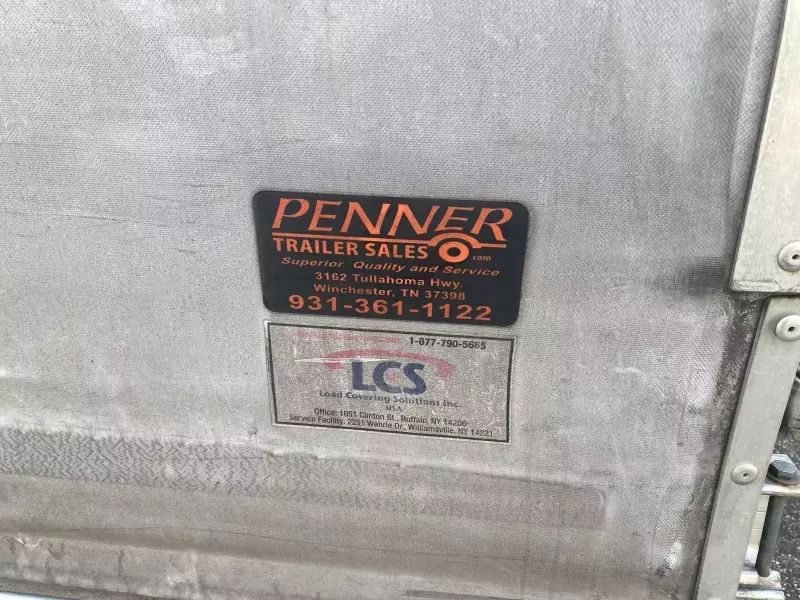 PENNER
TRAILER SALES .com
Superior Quality and Service
3162 Tullahoma Hwy.
Winchester, TN 37398
931-361-1122
1-877-790-5665
LCS
Load Covering Solutions Inc.
USA
Office: 1051 Clinton St., Buffalo, NY 14206
Service Facility: 2251 Wehrle Dr., Williamsville, NY 14221